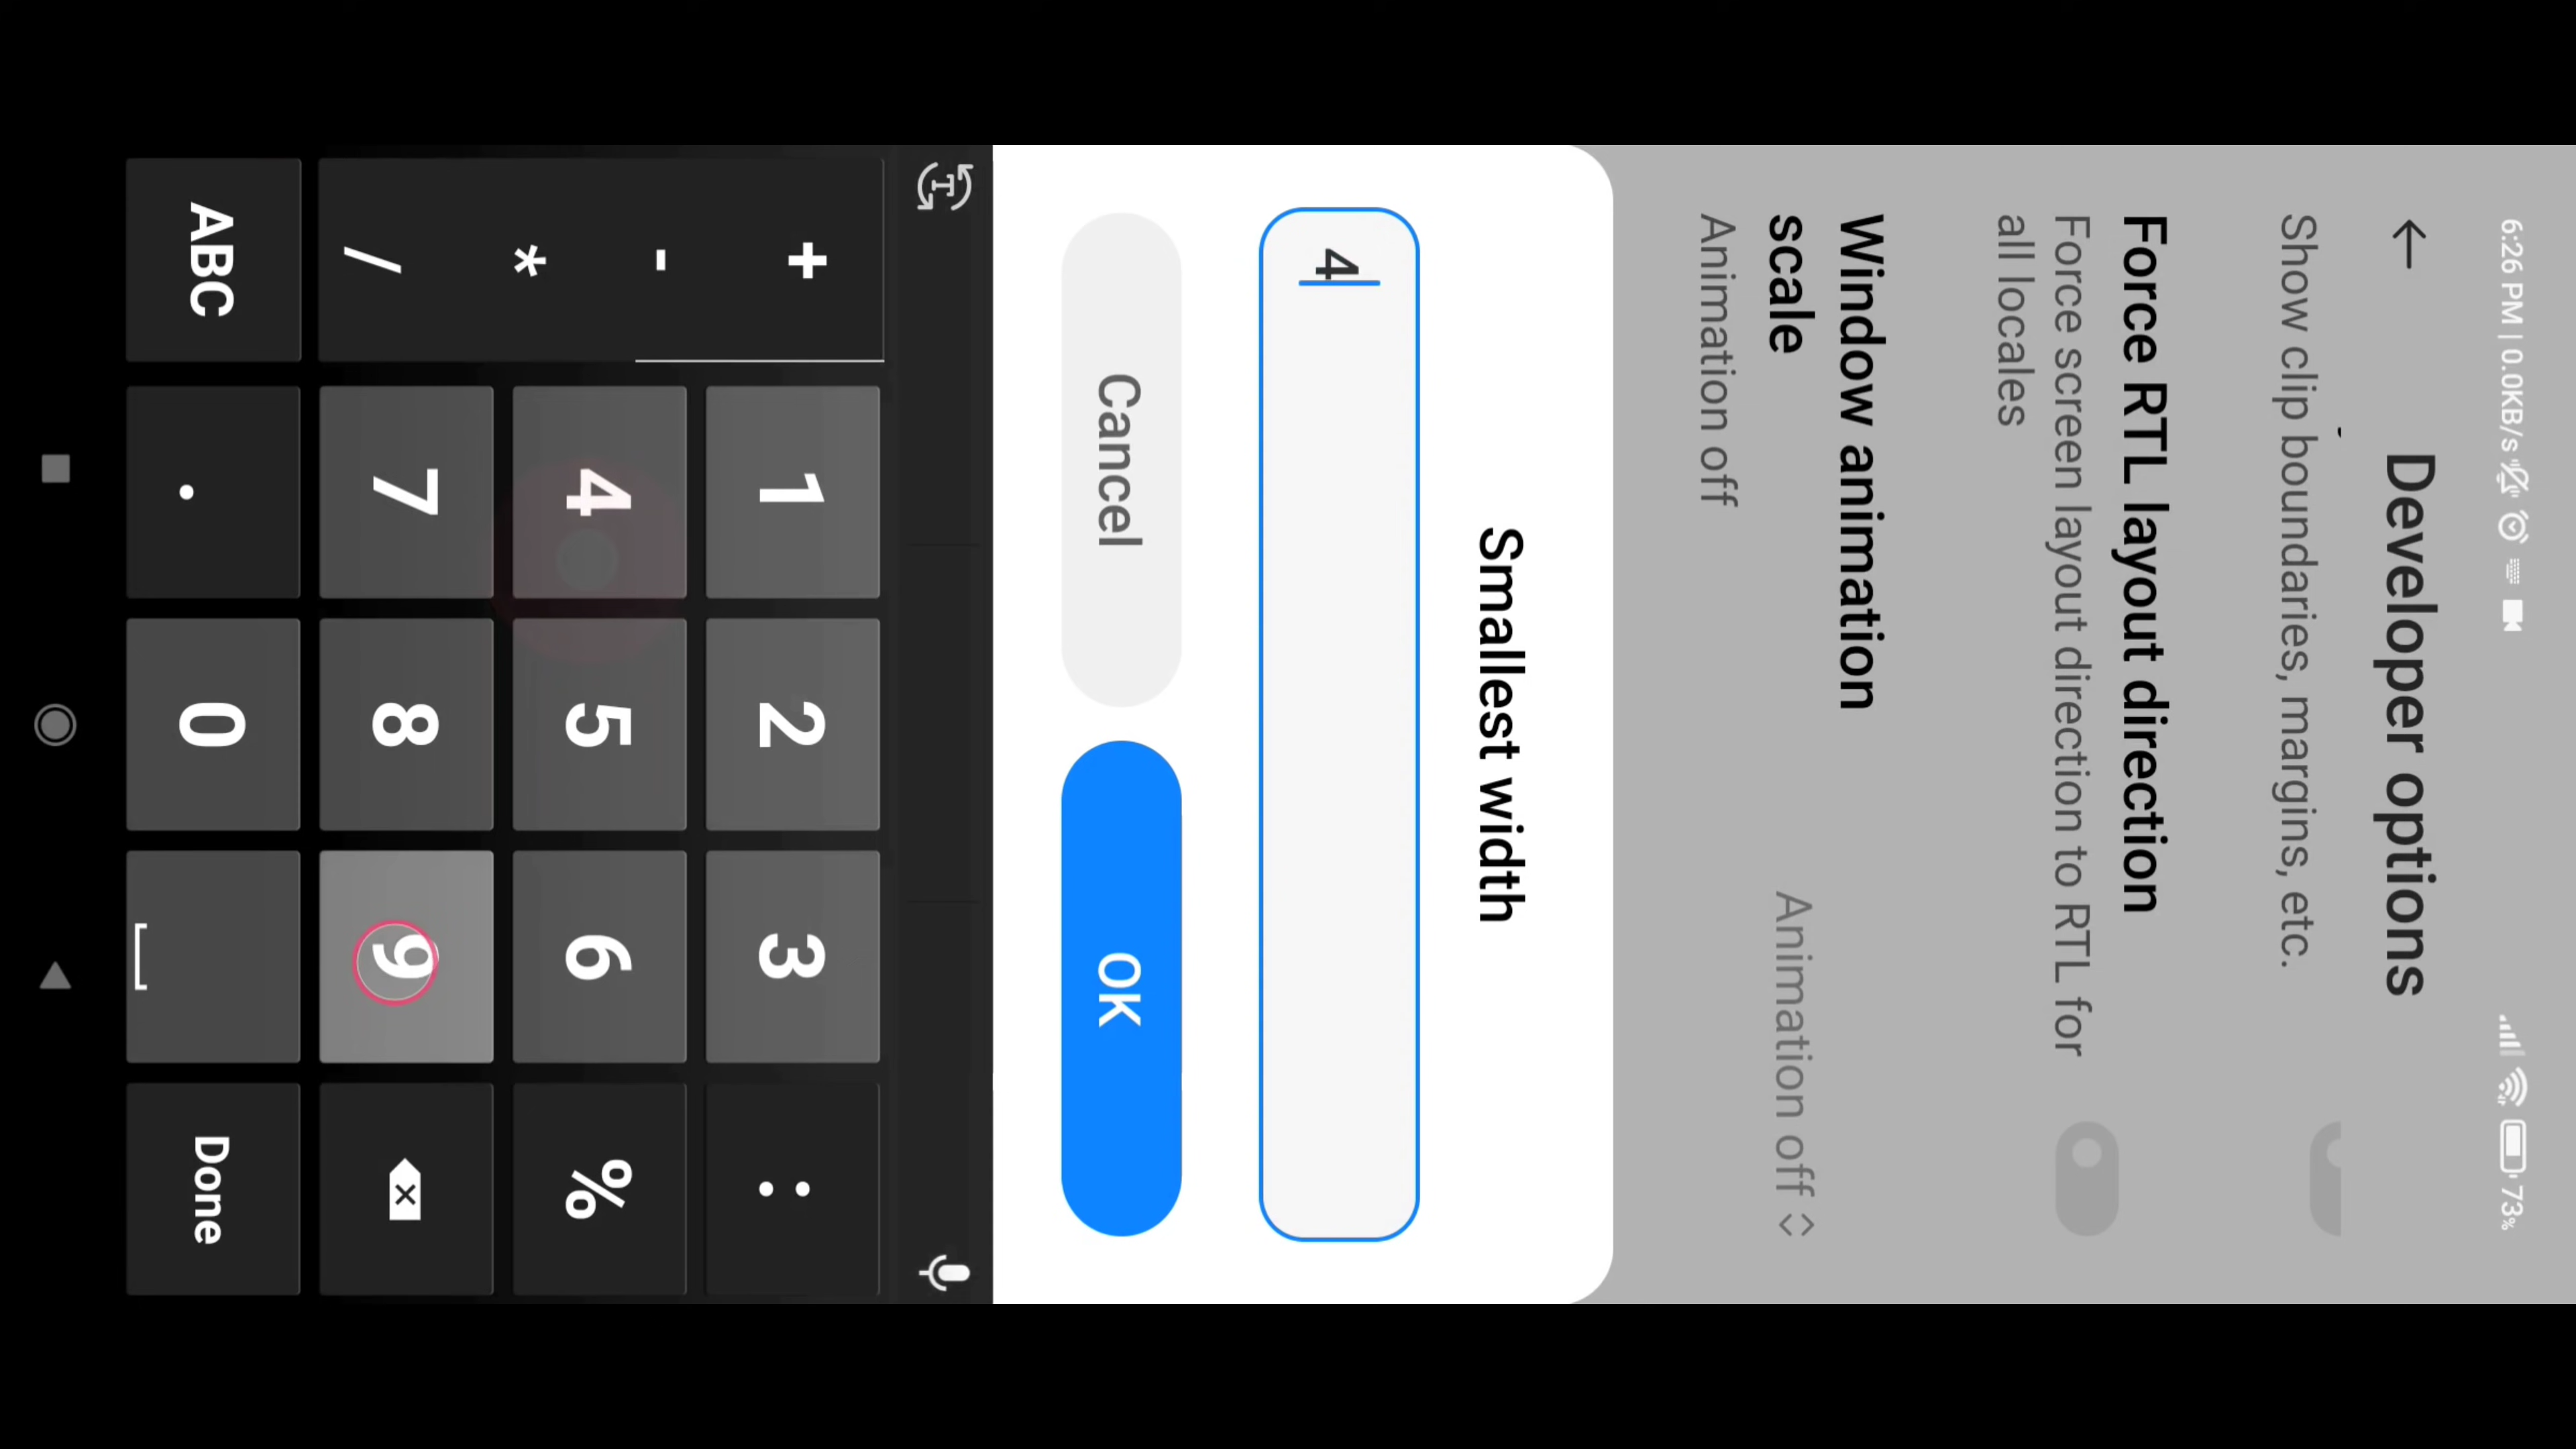 6:26 PM | 0.0KB/s
73%
Developer options
Show clip boundaries, margins, etc.
Force RTL layout direction
Force screen layout direction to RTL for
all locales
Window animation
scale
Animation off
Animation off
Smallest width
4
Cancel
OK
+ 1 2 3 :
- 4 5 6 %
*
/ 7 8 9
ABC . 0 Done